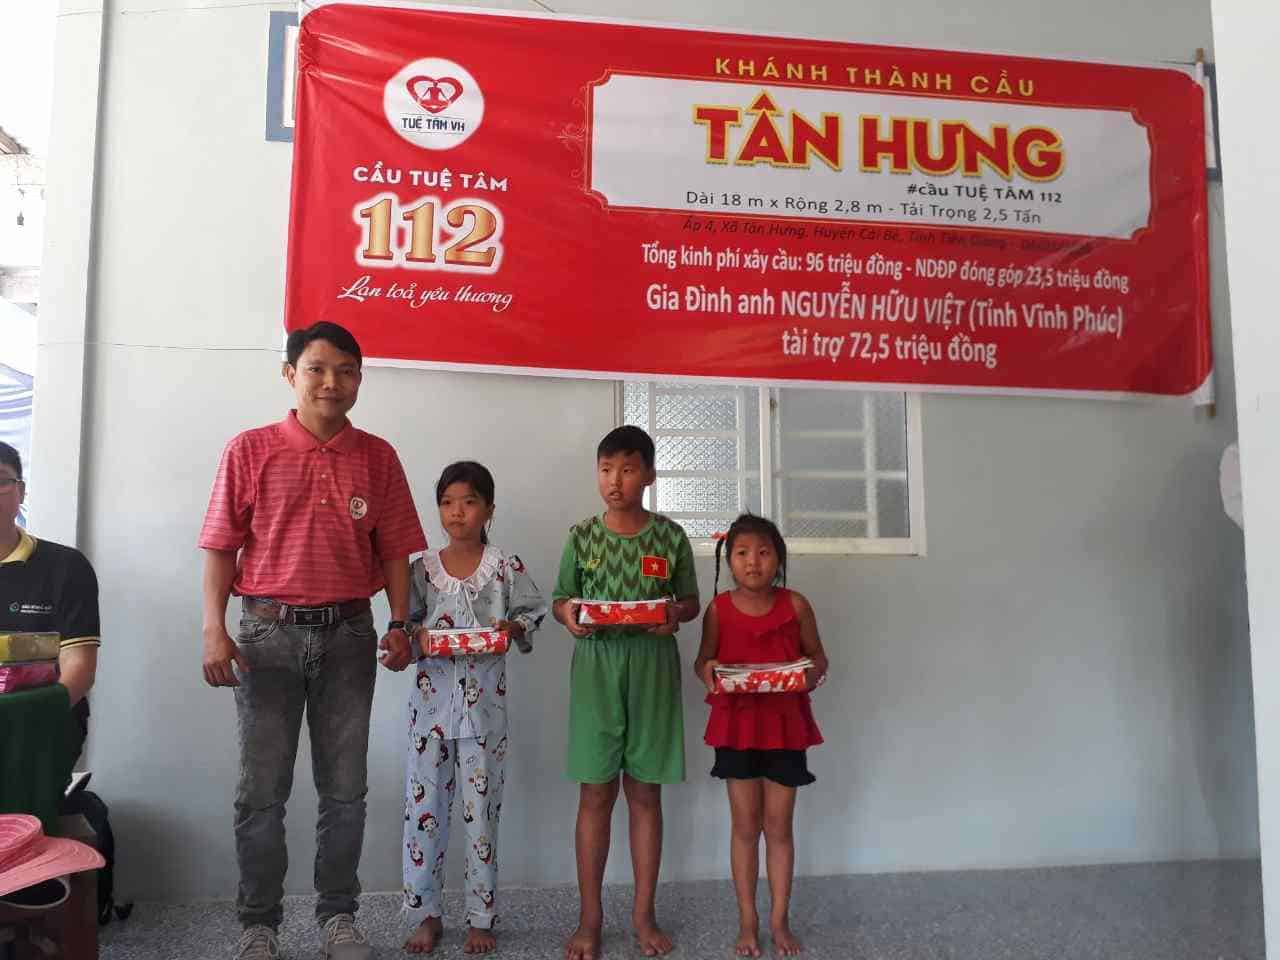 KHÁNH THÀNH CẦU
TÂN HƯNG
#cầu TUỆ TÂM 112
Dài 18 m x Rộng 2,8 m - Tải Trọng 2,5 Tấn
Ấp 4, Xã Tân Hưng, Huyện Cái Bè, Tỉnh Tiền Giang -
Tổng kinh phí xây cầu: 96 triệu đồng - NDĐP đóng góp 23,5 triệu đồng
Gia Đình anh NGUYỄN HỮU VIỆT (Tỉnh Vĩnh Phúc)
tài trợ 72,5 triệu đồng
TUỆ TÂM VH
CẦU TUỆ TÂM
112
Lan toả yêu thương